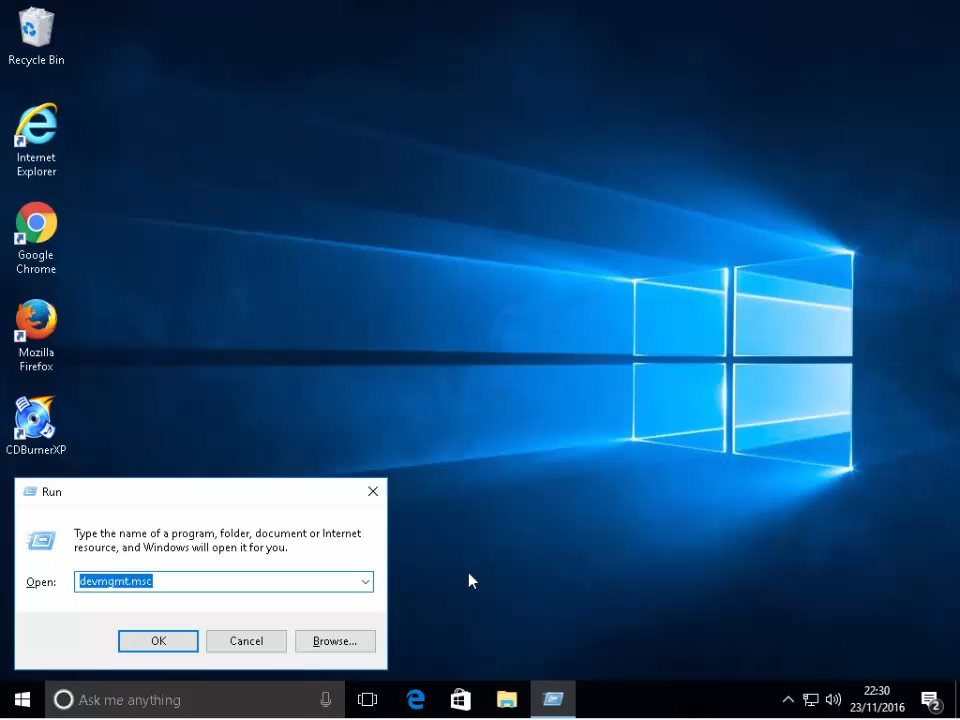 Recycle Bin
Internet
Explorer
Google
Chrome
Mozilla
Firefox
CDBurnerXP
Run
Type the name of a program, folder, document or Internet
resource, and Windows will open it for you.
Open:
devmgmt.msc
OK
Cancel
Browse...
Ask me anything
22:30
23/11/2016
2